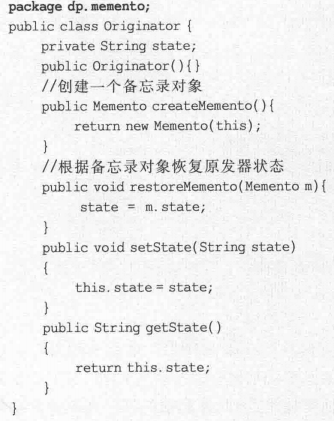 package dp.memento;
public class Originator {
    private String state;
    public Originator(){}
    //创建一个备忘录对象
    public Memento createMemento(){
        return new Memento(this);
    }
    //根据备忘录对象恢复原发器状态
    public void restoreMemento(Memento m){
        state = m.state;
    }
    public void setState(String state)
    {
        this.state = state;
    }
    public String getState()
    {
        return this.state;
    }
}